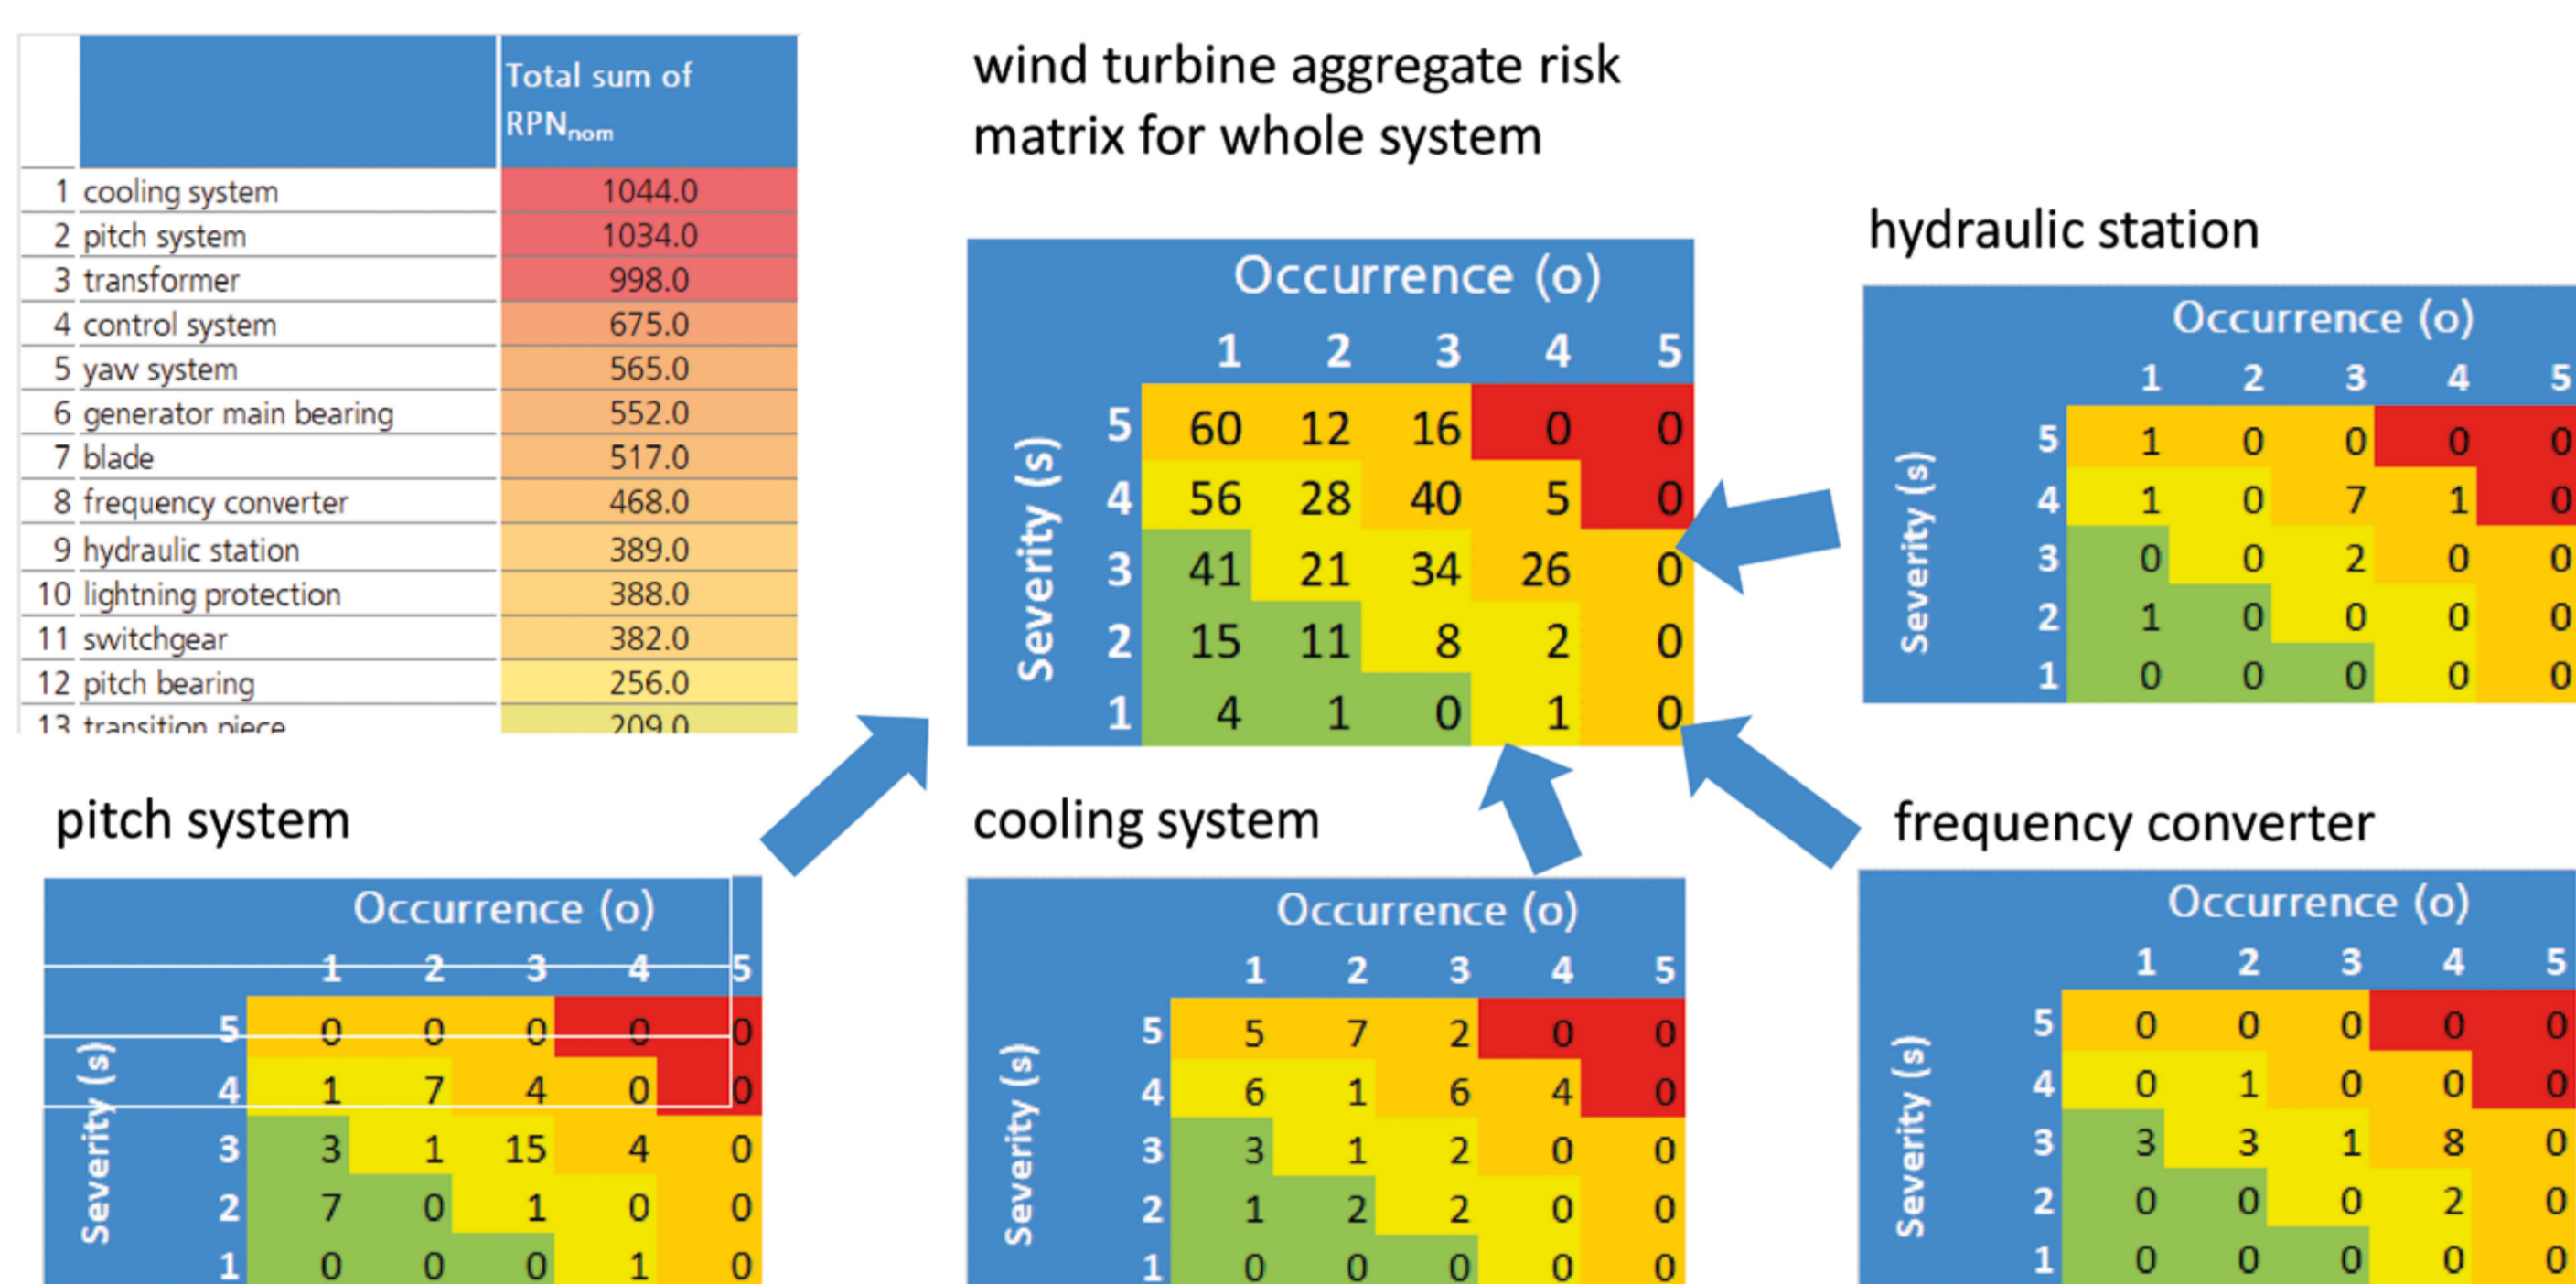 Total sum of
RPNnom
1 cooling system 1044.0
2 pitch system 1034.0
3 transformer 998.0
4 control system 675.0
5 yaw system 565.0
6 generator main bearing 552.0
7 blade 517.0
8 frequency converter 468.0
9 hydraulic station 389.0
10 lightning protection 388.0
11 switchgear 382.0
12 pitch bearing 256.0
13 transition piece 209.0
wind turbine aggregate risk
matrix for whole system
Occurrence (o)
1 2 3 4 5
Severity (s)
5 60 12 16 0 0
4 56 28 40 5 0
3 41 21 34 26 0
2 15 11 8 2 0
1 4 1 0 1 0
hydraulic station
Occurrence (o)
1 2 3 4 5
Severity (s)
5 1 0 0 0 0
4 1 0 7 1 0
3 0 0 2 0 0
2 1 0 0 0 0
1 0 0 0 0 0
pitch system
Occurrence (o)
1 2 3 4 5
Severity (s)
5 0 0 0 0 0
4 1 7 4 0 0
3 3 1 15 4 0
2 7 0 1 0 0
1 0 0 0 1 0
cooling system
Occurrence (o)
1 2 3 4 5
Severity (s)
5 5 7 2 0 0
4 6 1 6 4 0
3 3 1 2 0 0
2 1 2 2 0 0
1 0 0 0 0 0
frequency converter
Occurrence (o)
1 2 3 4 5
Severity (s)
5 0 0 0 0 0
4 0 1 0 0 0
3 3 3 1 8 0
2 0 0 0 2 0
1 0 0 0 0 0